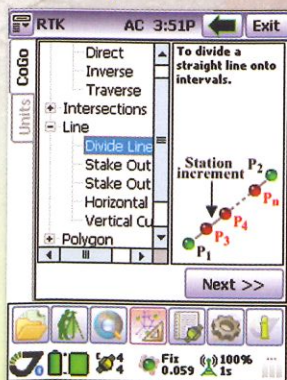 RTK AC 3:51P Exit
CoGo
Units
Direct
Inverse
Traverse
Intersections
Line
Divide Line
Stake Out
Stake Out
Horizontal
Vertical Cu
Polygon
To divide a
straight line onto
intervals.
Station
increment
P2
Pn
P4
P3
P1
Next >>
4
4
Fix
0.059
100%
1s